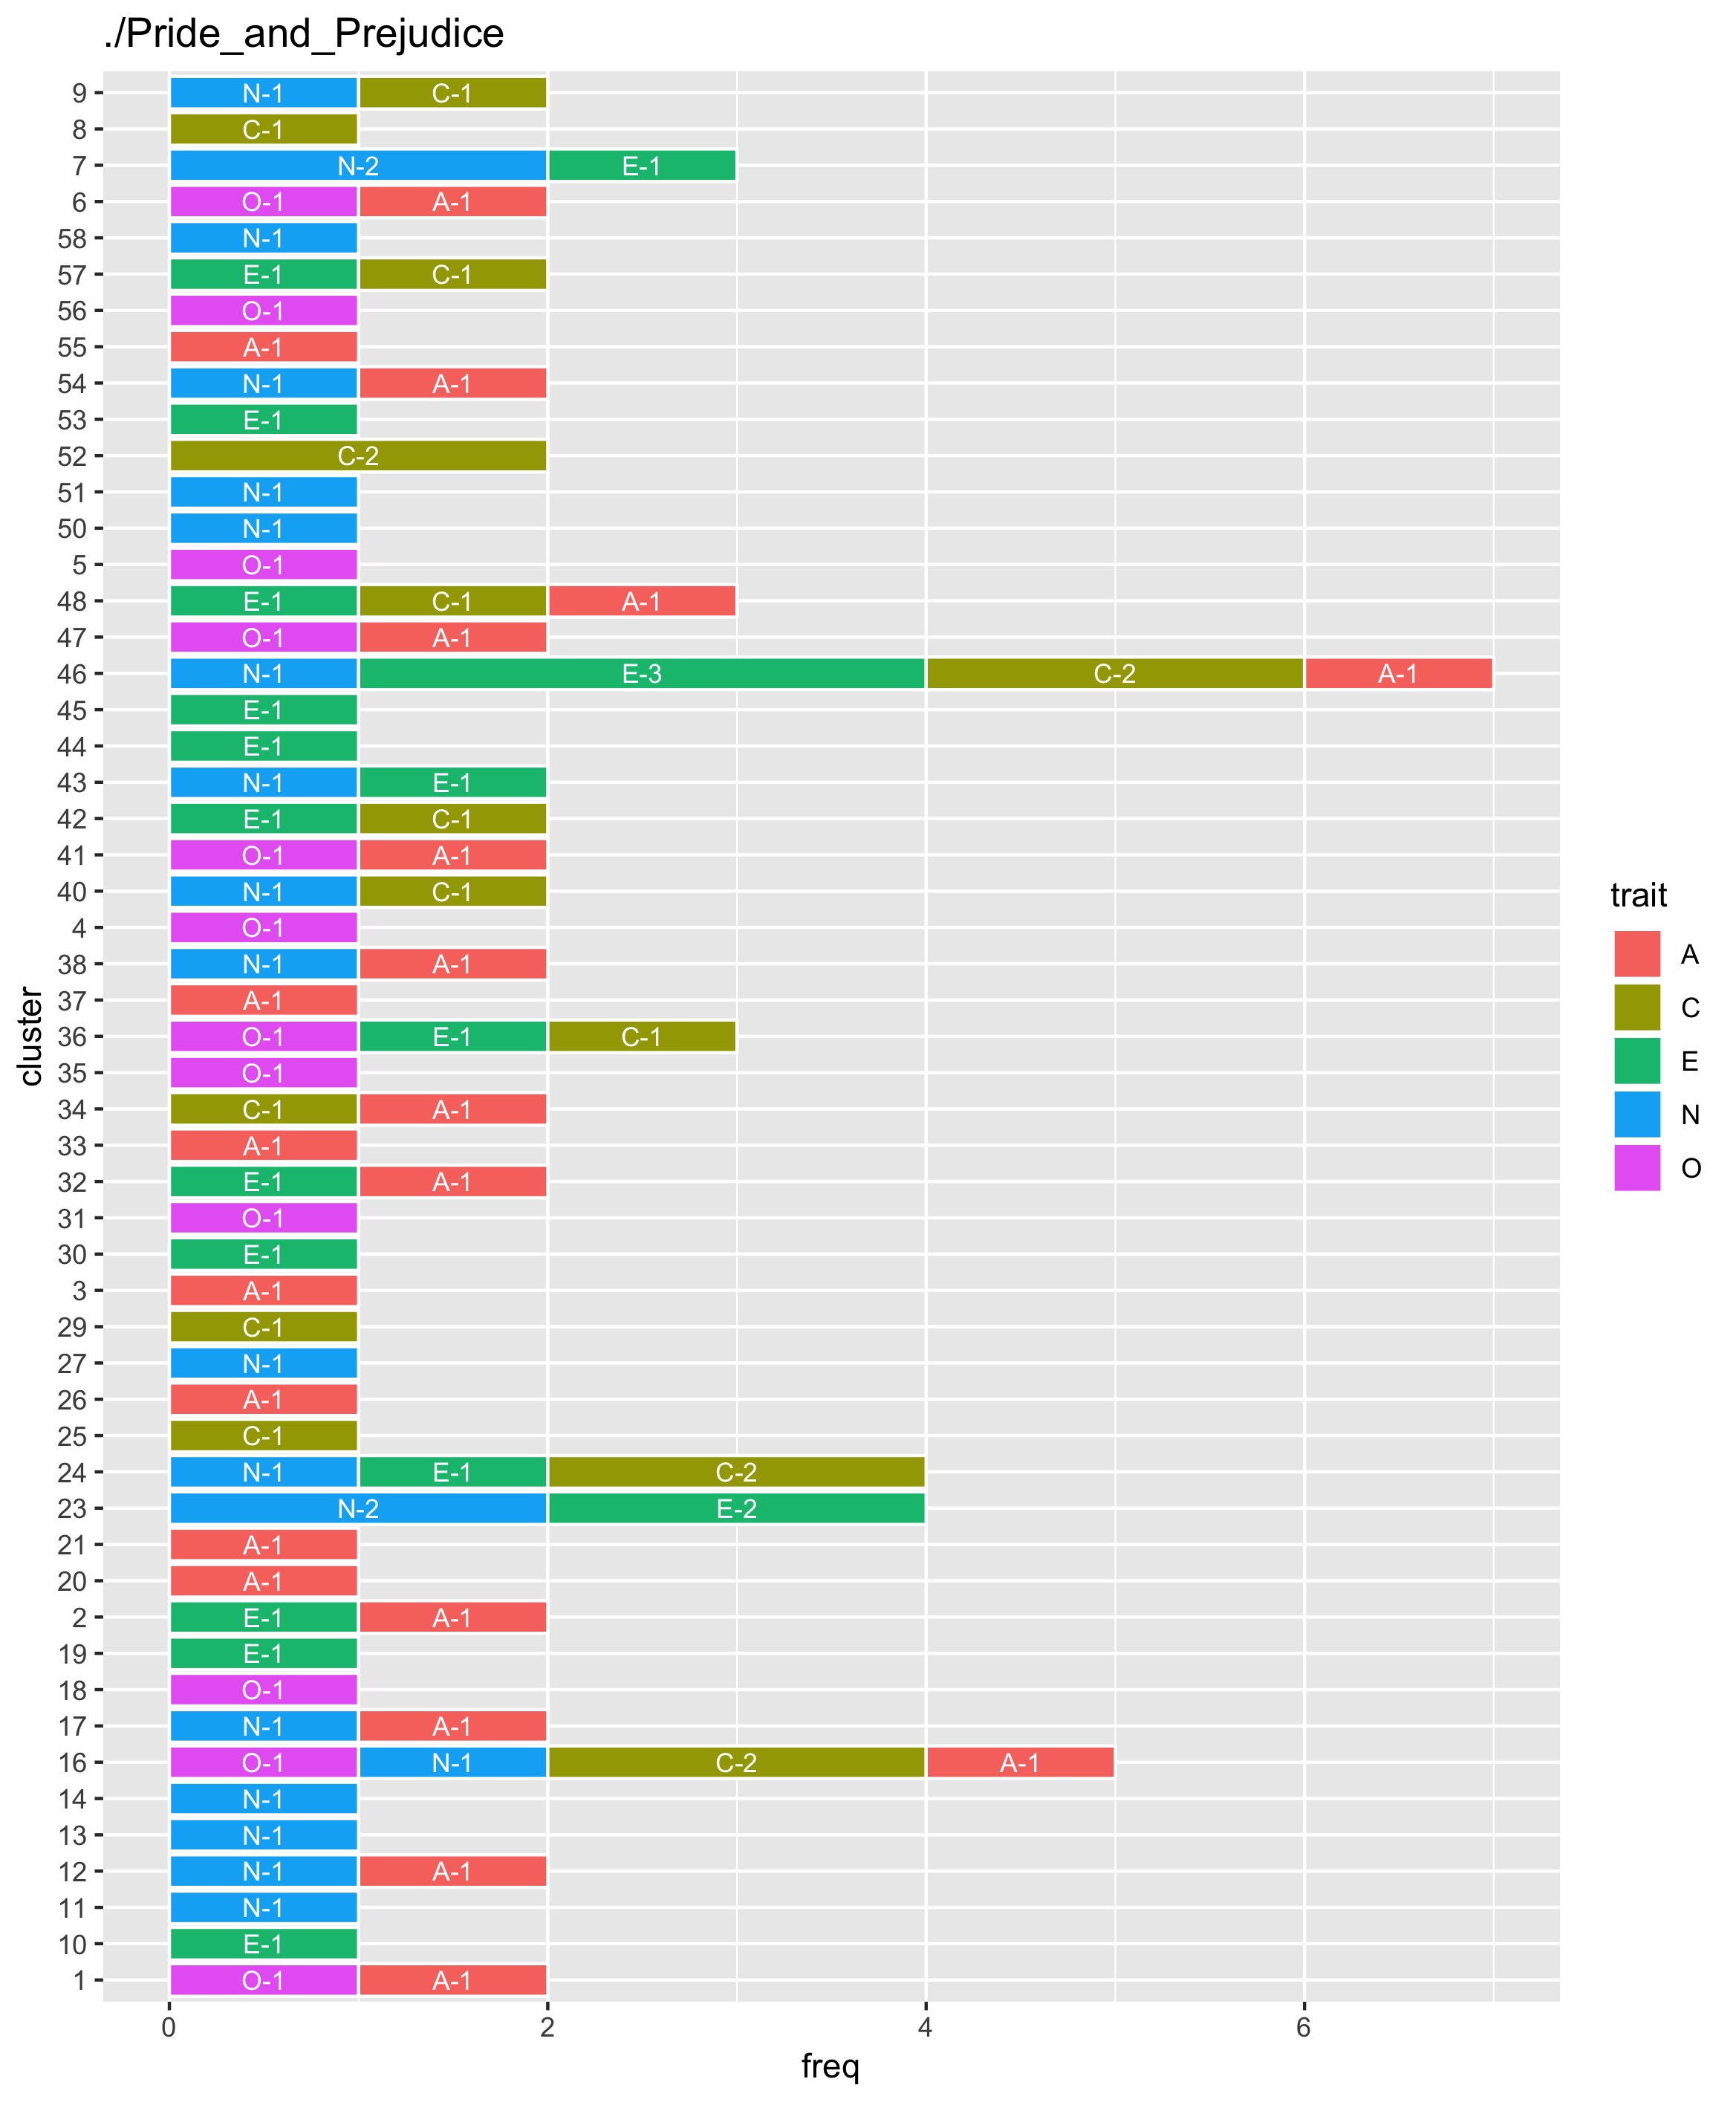 ./Pride_and_Prejudice
9 N-1 C-1
8 C-1
7 N-2 E-1
6 O-1 A-1
58 N-1
57 E-1 C-1
56 O-1
55 A-1
54 N-1 A-1
53 E-1
52 C-2
51 N-1
50 N-1
5 O-1
48 E-1 C-1 A-1
47 O-1 A-1
46 N-1 E-3 C-2 A-1
45 E-1
44 E-1
43 N-1 E-1
42 E-1 C-1
41 O-1 A-1
40 N-1 C-1
4 O-1
38 N-1 A-1
37 A-1
36 O-1 E-1 C-1
35 O-1
34 C-1 A-1
33 A-1
32 E-1 A-1
31 O-1
30 E-1
3 A-1
29 C-1
27 N-1
26 A-1
25 C-1
24 N-1 E-1 C-2
23 N-2 E-2
21 A-1
20 A-1
2 E-1 A-1
19 E-1
18 O-1
17 N-1 A-1
16 O-1 N-1 C-2 A-1
14 N-1
13 N-1
12 N-1 A-1
11 N-1
10 E-1
1 O-1 A-1
0 2 4 6
freq
cluster
trait
A
C
E
N
O